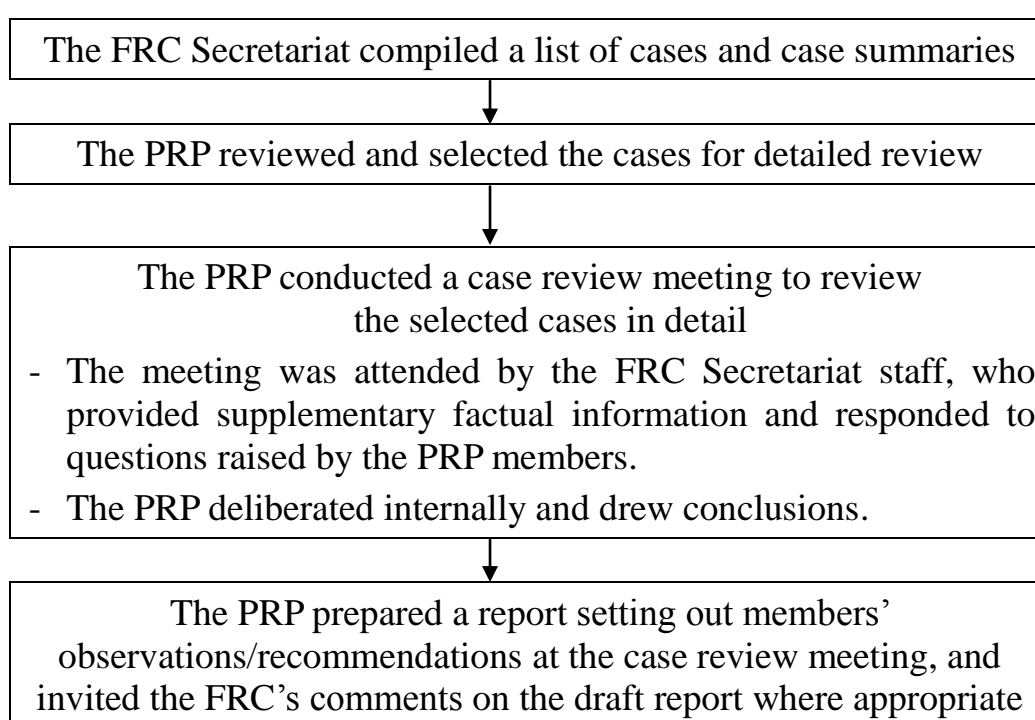 The FRC Secretariat compiled a list of cases and case summaries
The PRP reviewed and selected the cases for detailed review
The PRP conducted a case review meeting to review
the selected cases in detail
- The meeting was attended by the FRC Secretariat staff, who
provided supplementary factual information and responded to
questions raised by the PRP members.
- The PRP deliberated internally and drew conclusions.
The PRP prepared a report setting out members’
observations/recommendations at the case review meeting, and
invited the FRC’s comments on the draft report where appropriate